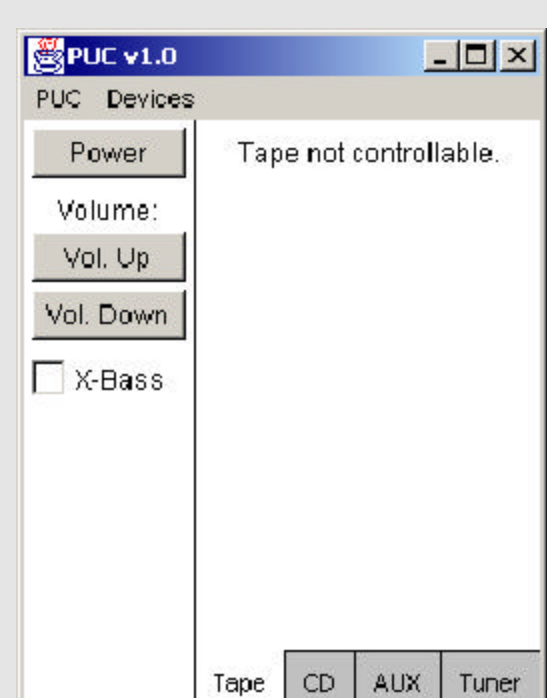 PUC v1.0
PUC Devices
Power
Volume:
Vol. Up
Vol. Down
X-Bass
Tape not controllable.
Tape CD AUX Tuner